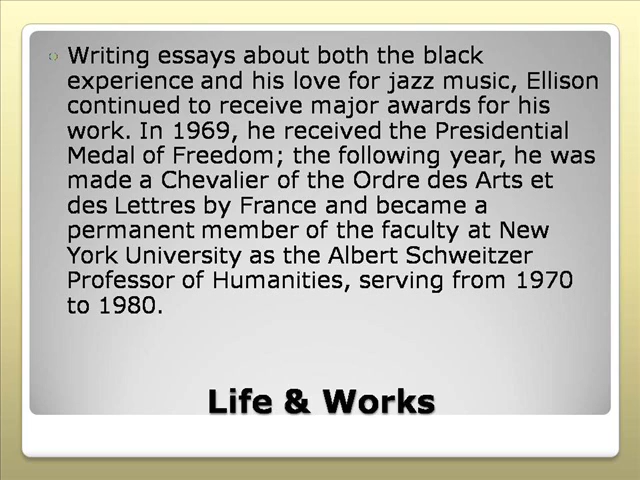 Writing essays about both the black
experience and his love for jazz music, Ellison
continued to receive major awards for his
work. In 1969, he received the Presidential
Medal of Freedom; the following year, he was
made a Chevalier of the Ordre des Arts et
des Lettres by France and became a
permanent member of the faculty at New
York University as the Albert Schweitzer
Professor of Humanities, serving from 1970
to 1980.
Life & Works